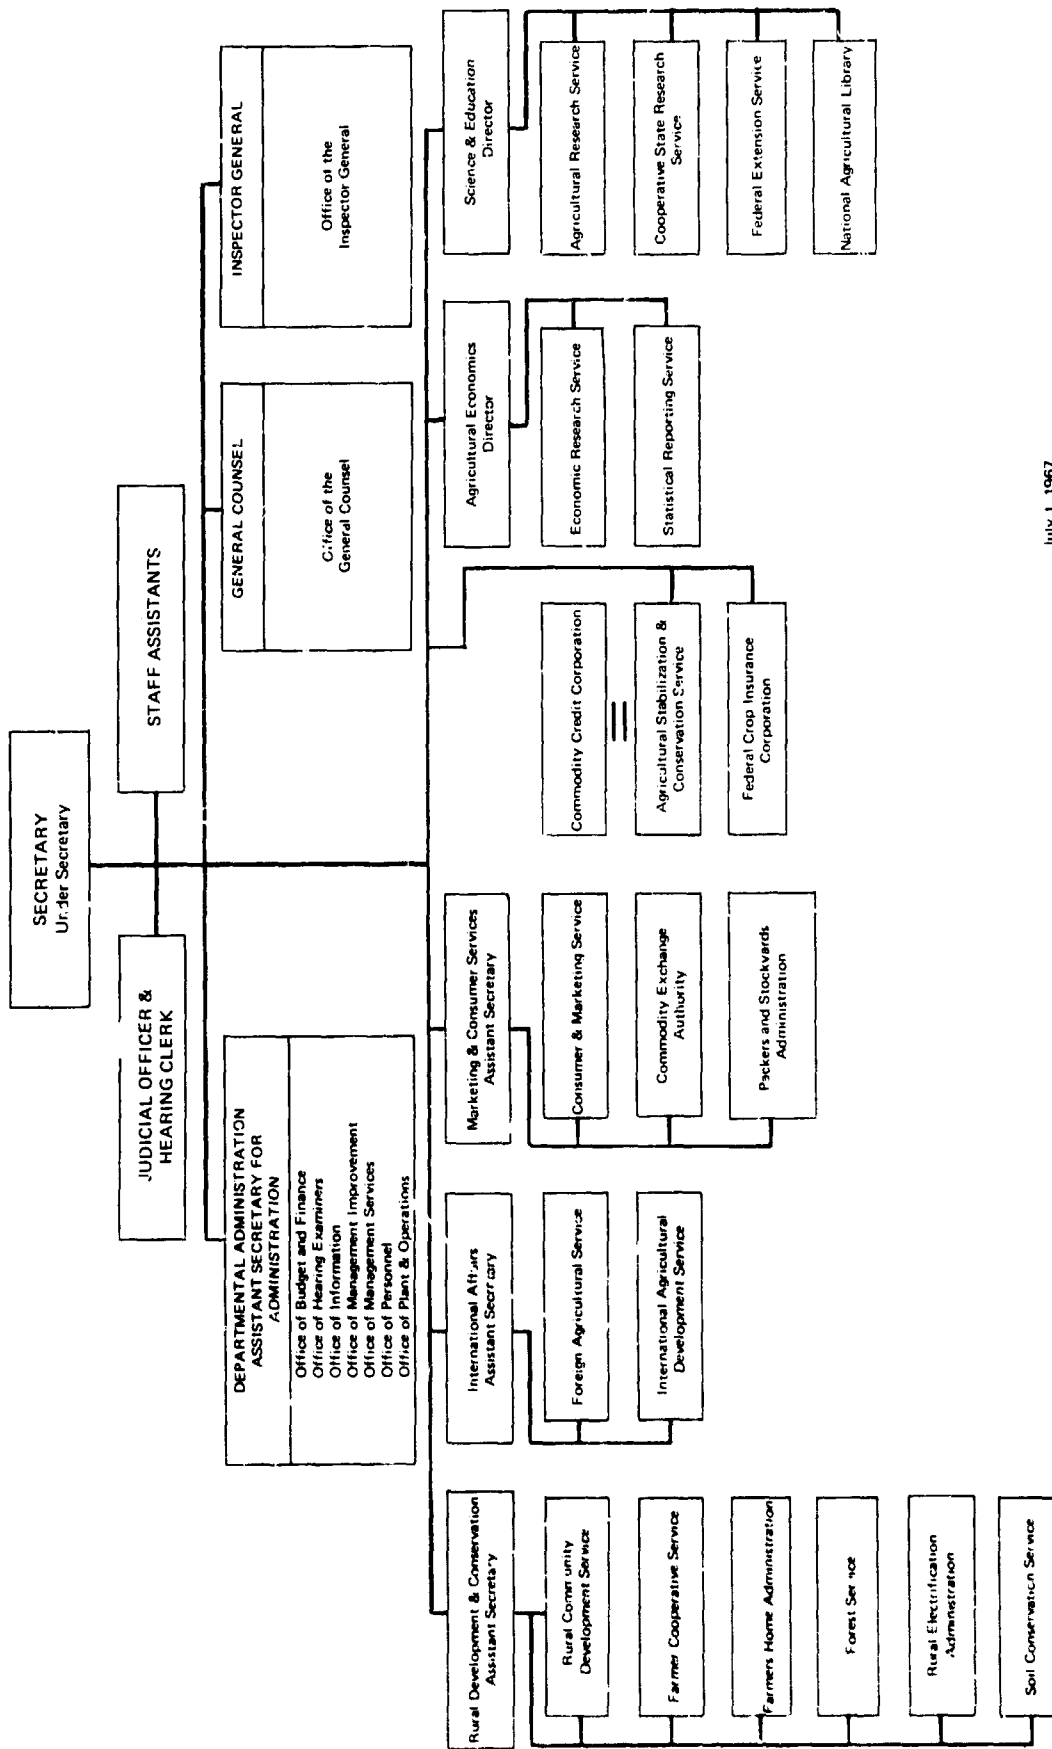 SECRETARY
Under Secretary
JUDICIAL OFFICER &
HEARING CLERK
STAFF ASSISTANTS
DEPARTMENTAL ADMINISTRATION
ASSISTANT SECRETARY FOR
ADMINISTRATION
Office of Budget and Finance
Office of Hearing Examiners
Office of Information
Office of Management Improvement
Office of Management Services
Office of Personnel
Office of Plant & Operations
GENERAL COUNSEL
Office of the
General Counsel
INSPECTOR GENERAL
Office of the
Inspector General
Rural Development & Conservation
Assistant Secretary
Rural Community
Development Service
Farmer Cooperative Service
Farmers Home Administration
Forest Service
Rural Electrification
Administration
Soil Conservation Service
International Affairs
Assistant Secretary
Foreign Agricultural Service
International Agricultural
Development Service
Marketing & Consumer Services
Assistant Secretary
Consumer & Marketing Service
Commodity Exchange
Authority
Packers and Stockyards
Administration
Commodity Credit Corporation
Agricultural Stabilization &
Conservation Service
Federal Crop Insurance
Corporation
Agricultural Economics
Director
Economic Research Service
Statistical Reporting Service
Science & Education
Director
Agricultural Research Service
Cooperative State Research
Service
Federal Extension Service
National Agricultural Library
July 1, 1967